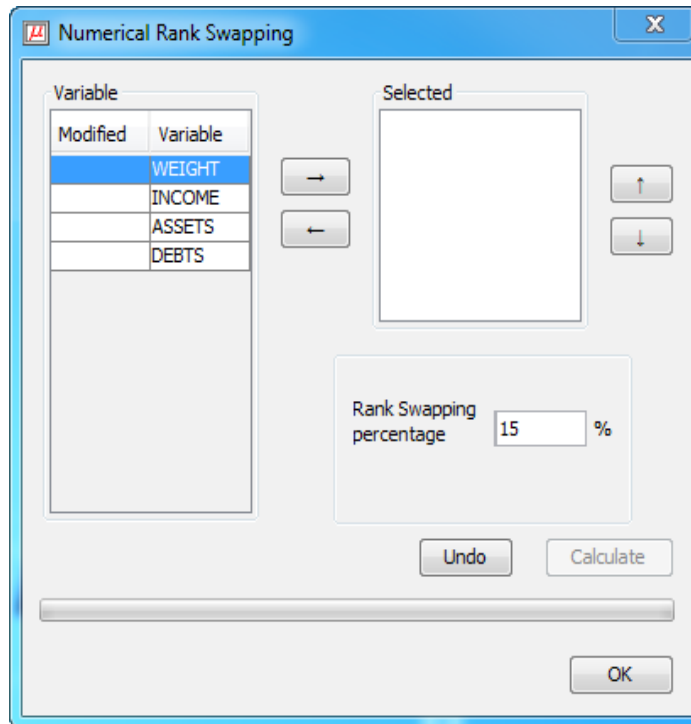 μ Numerical Rank Swapping X
Variable
Modified Variable
WEIGHT
INCOME
ASSETS
DEBTS
→
←
Selected
↑
↓
Rank Swapping
percentage 15 %
Undo Calculate
OK